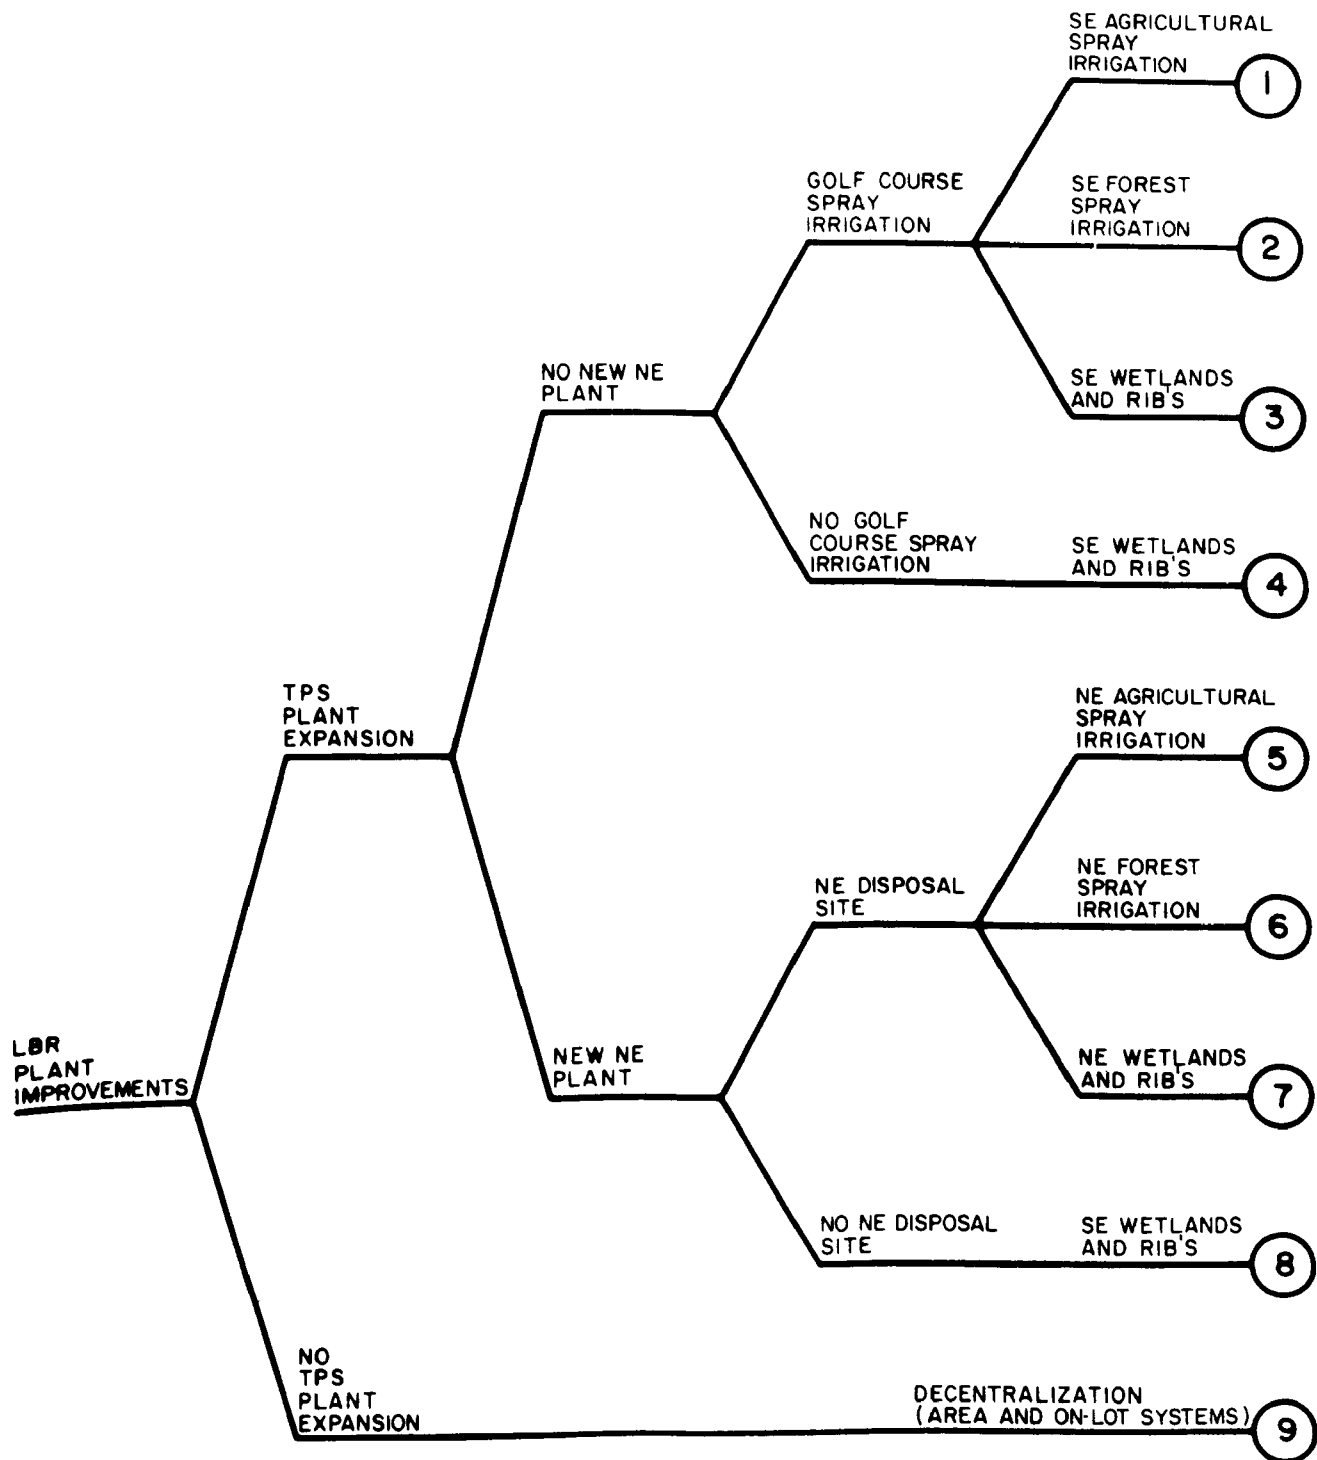 SE AGRICULTURAL
SPRAY
IRRIGATION
1
GOLF COURSE
SPRAY
IRRIGATION
SE FOREST
SPRAY
IRRIGATION
2
NO NEW NE
PLANT
SE WETLANDS
AND RIB'S
3
NO GOLF
COURSE SPRAY
IRRIGATION
SE WETLANDS
AND RIB'S
4
TPS
PLANT
EXPANSION
NE AGRICULTURAL
SPRAY
IRRIGATION
5
NE DISPOSAL
SITE
NE FOREST
SPRAY
IRRIGATION
6
LBR
PLANT
IMPROVEMENTS
NEW NE
PLANT
NE WETLANDS
AND RIB'S
7
NO NE DISPOSAL
SITE
SE WETLANDS
AND RIB'S
8
NO
TPS
PLANT
EXPANSION
DECENTRALIZATION
(AREA AND ON-LOT SYSTEMS)
9